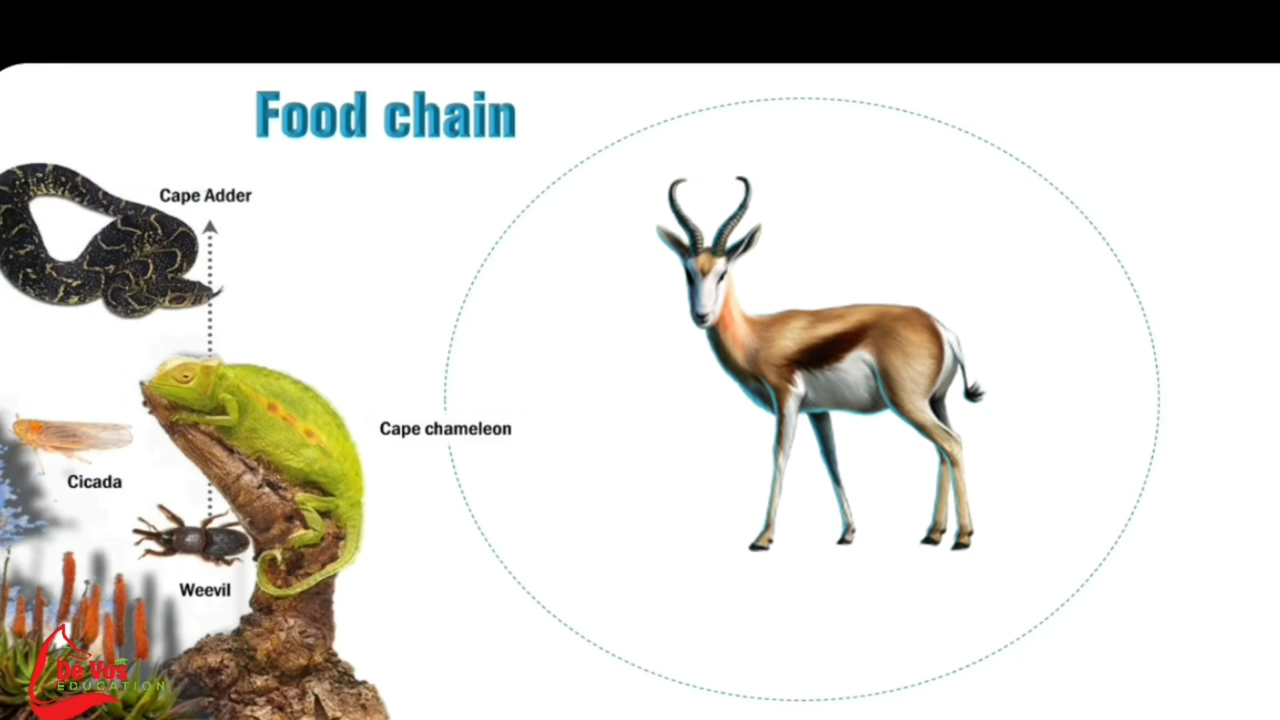 Food chain
Cape Adder
Cape chameleon
Cicada
Weevil
De Vos
EDUCATION